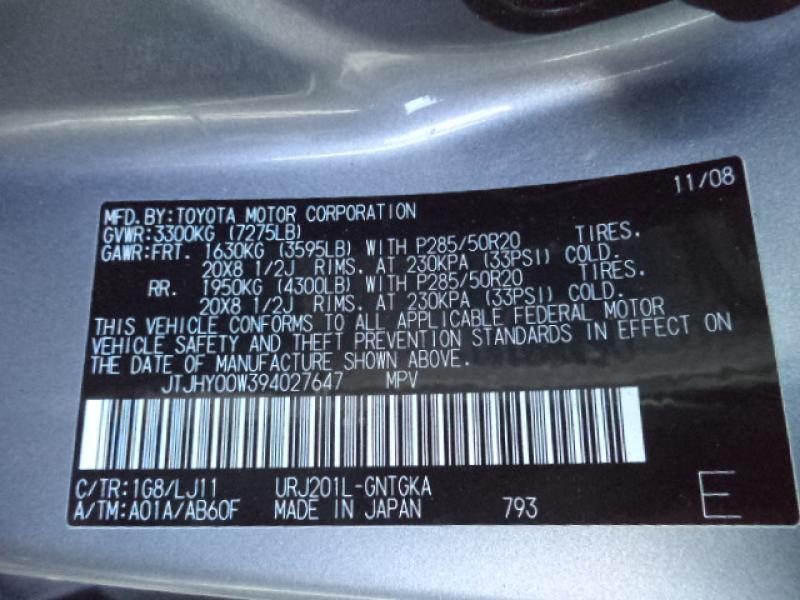 11/08
MFD. BY: TOYOTA MOTOR CORPORATION
GVWR: 3300KG (7275LB)
GAWR: FRT. 1630KG (3595LB) WITH P285/50R20 TIRES.
20X8 1/2J RIMS. AT 230KPA (33PSI) COLD.
RR. 1950KG (4300LB) WITH P285/50R20 TIRES.
20X8 1/2J RIMS. AT 230KPA (33PSI) COLD.
THIS VEHICLE CONFORMS TO ALL APPLICABLE FEDERAL MOTOR
VEHICLE SAFETY AND THEFT PREVENTION STANDARDS IN EFFECT ON
THE DATE OF MANUFACTURE SHOWN ABOVE.
JTJHY00W394027647 MPV
C/TR: 1G8/LJ11 URJ201L-GNTGKA
A/TM: A01A/AB60F MADE IN JAPAN 793 E